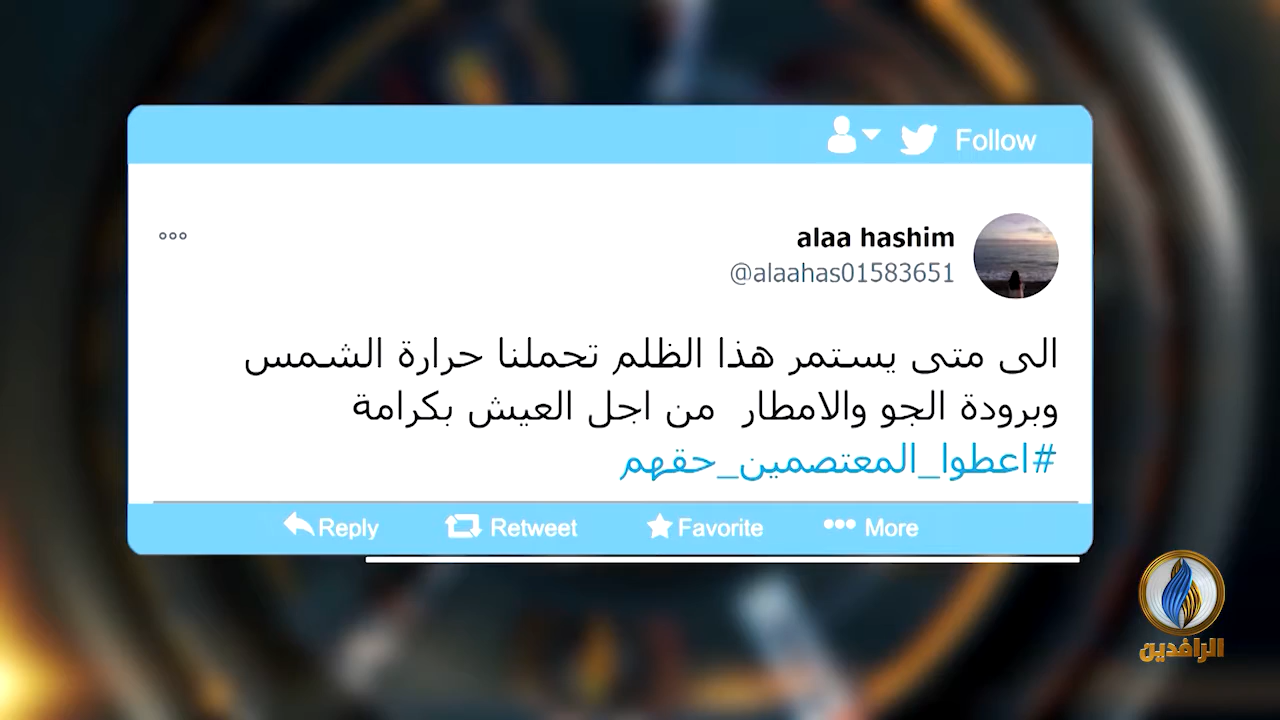 Follow
alaa hashim
@alaahas01583651
الى متى يستمر هذا الظلم تحملنا حرارة الشمس
وبرودة الجو والامطار من اجل العيش بكرامة
#اعطوا_المعتصمين_حقهم
Reply Retweet Favorite More
الرافدين